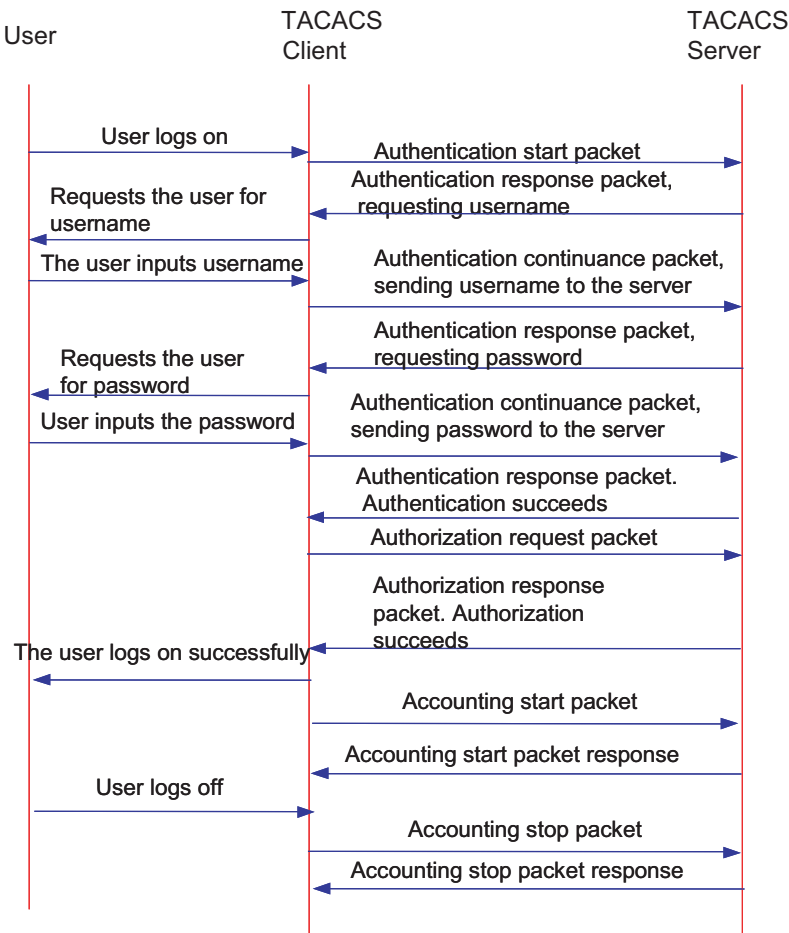 User
TACACS
Client
TACACS
Server
User logs on
Authentication start packet
Authentication response packet,
requesting username
Requests the user for
username
The user inputs username
Authentication continuance packet,
sending username to the server
Authentication response packet,
requesting password
Requests the user
for password
User inputs the password
Authentication continuance packet,
sending password to the server
Authentication response packet.
Authentication succeeds
Authorization request packet
Authorization response
packet. Authorization
succeeds
The user logs on successfully
Accounting start packet
Accounting start packet response
User logs off
Accounting stop packet
Accounting stop packet response